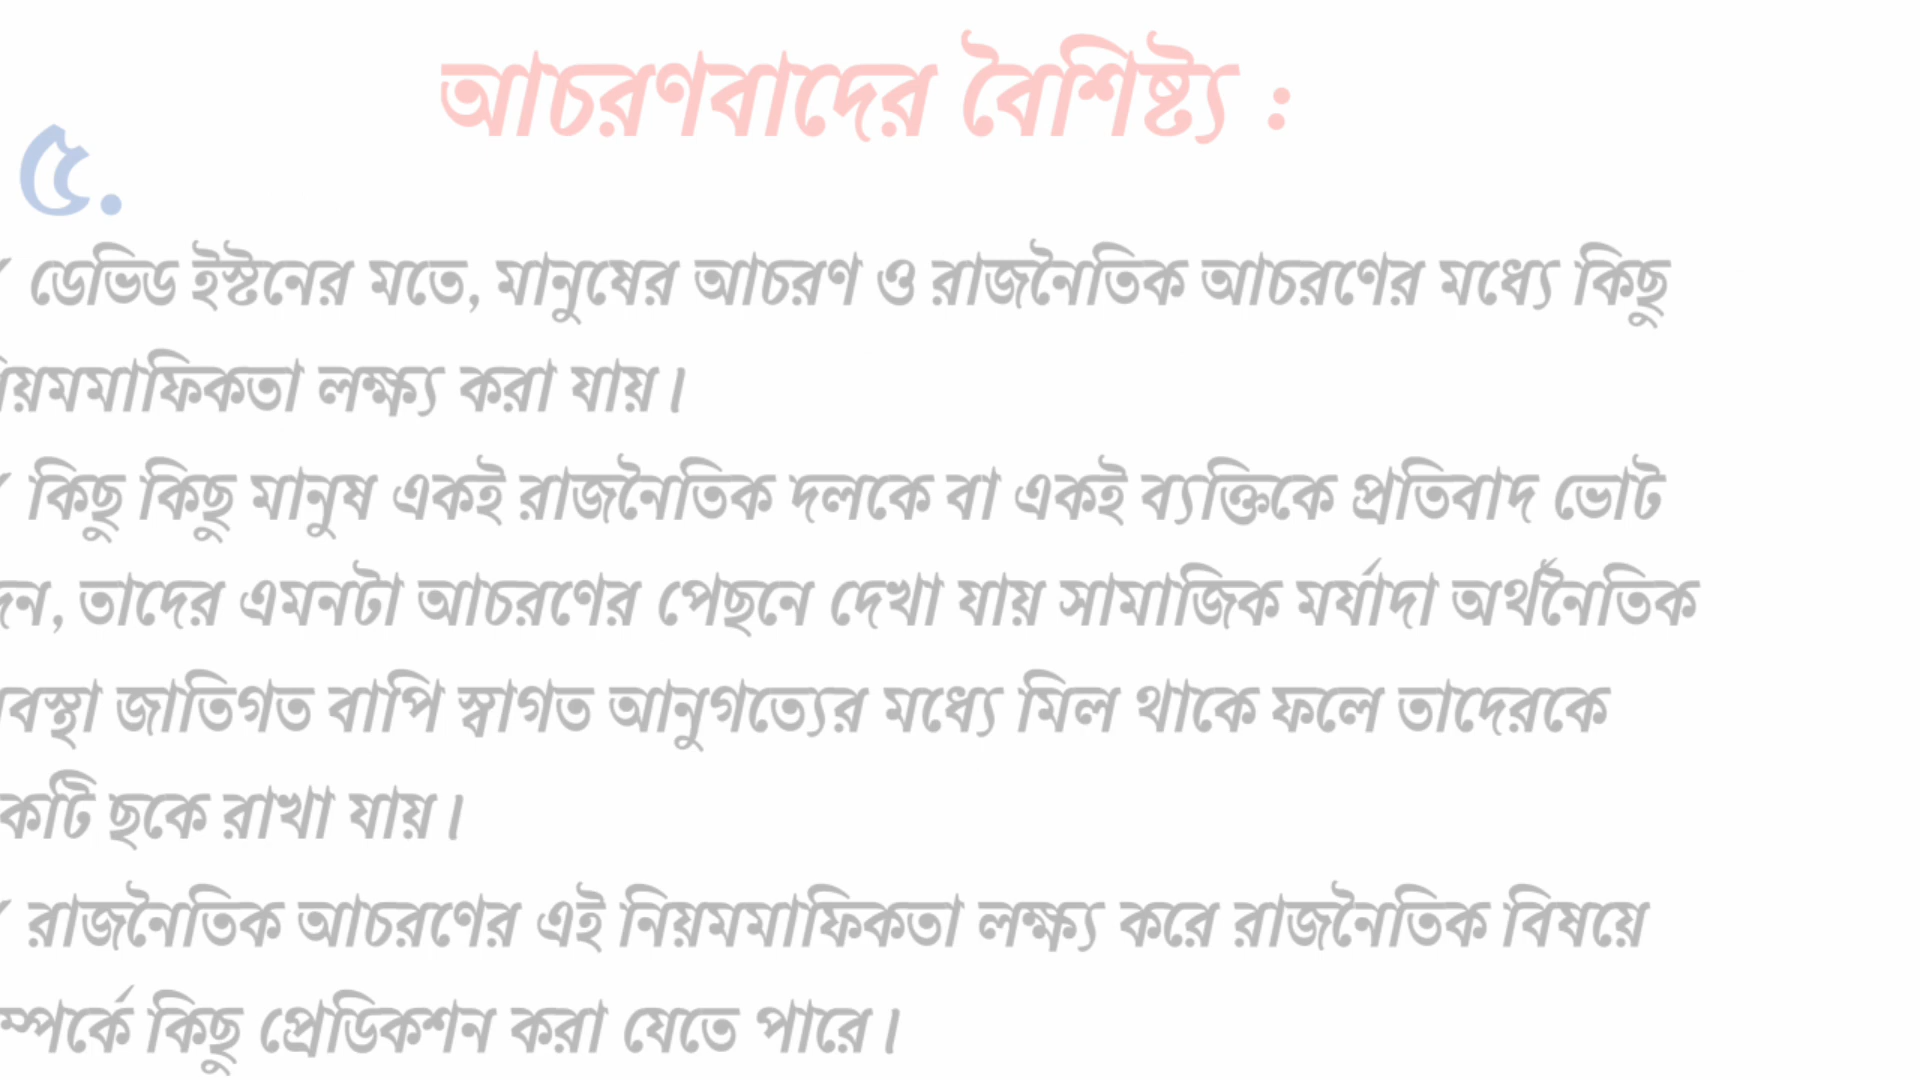 আচরণবাদের বৈশিষ্ট্য :
৫.
ডেভিড ইস্টনের মতে, মানুষের আচরণ ও রাজনৈতিক আচরণের মধ্যে কিছু
য়মমাফিকতা লক্ষ্য করা যায়।
কিছু কিছু মানুষ একই রাজনৈতিক দলকে বা একই ব্যক্তিকে প্রতিবাদ ভোট
দেন, তাদের এমনটা আচরণের পেছনে দেখা যায় সামাজিক মর্যাদা অর্থনৈতিক
বস্থা জাতিগত বাপি স্বাগত আনুগত্যের মধ্যে মিল থাকে ফলে তাদেরকে
কটি ছকে রাখা যায়।
রাজনৈতিক আচরণের এই নিয়মমাফিকতা লক্ষ্য করে রাজনৈতিক বিষয়ে
ম্পর্কে কিছু প্রেডিকশন করা যেতে পারে।